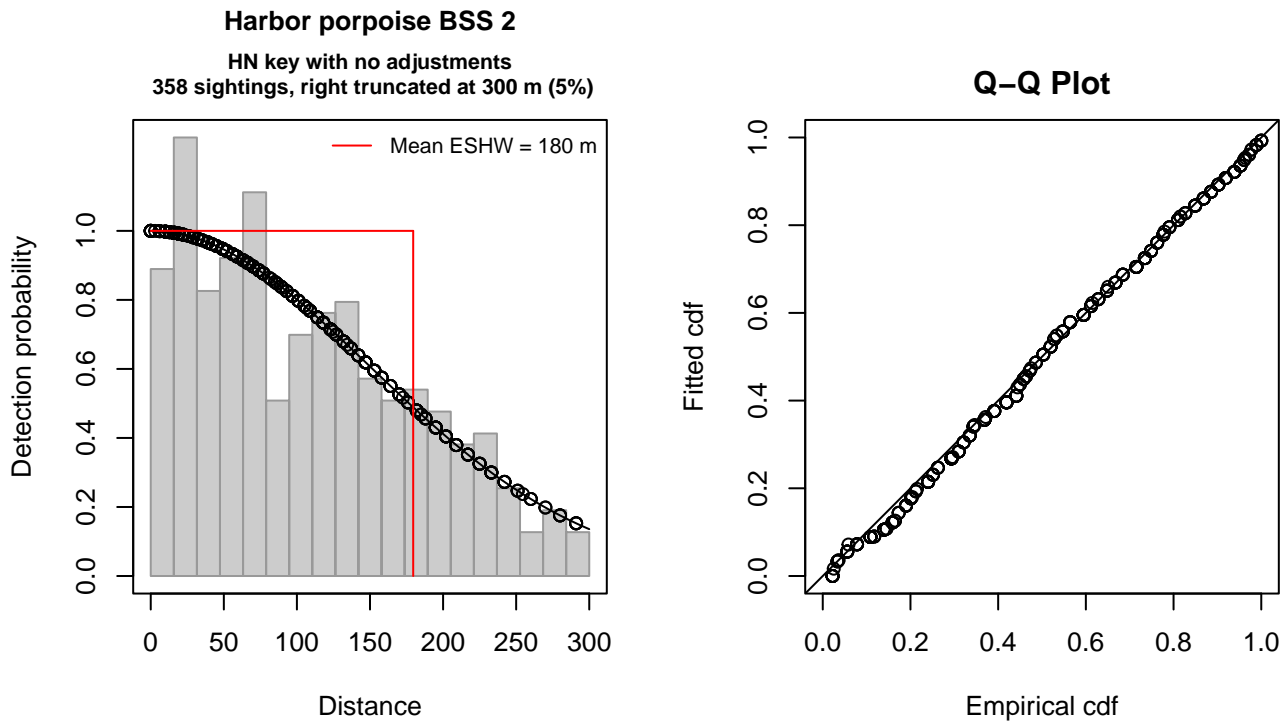 Harbor porpoise BSS 2
HN key with no adjustments
358 sightings, right truncated at 300 m (5%)
Mean ESHW = 180 m
Detection probability
1.0
0.8
0.6
0.4
0.2
0.0
0 50 100 150 200 250 300
Distance
Q−Q Plot
Fitted cdf
1.0
0.8
0.6
0.4
0.2
0.0
0.0 0.2 0.4 0.6 0.8 1.0
Empirical cdf